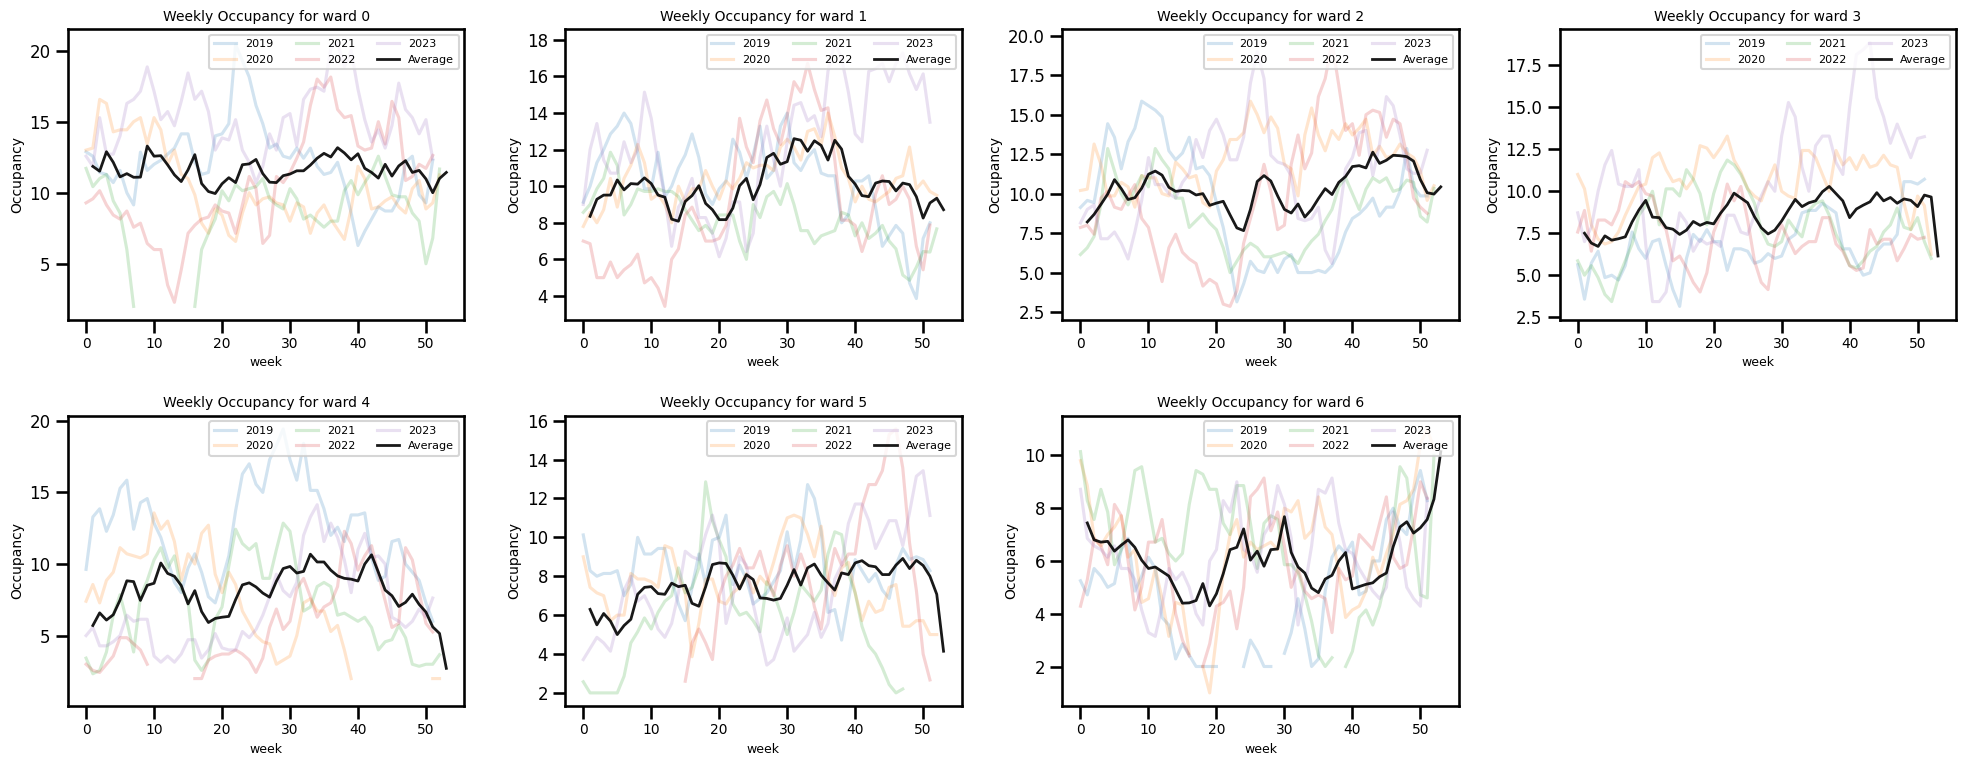 Weekly Occupancy for ward 0
2019 2021 2023
2020 2022 Average
20
15
10
5
Occupancy
0 10 20 30 40 50
week
Weekly Occupancy for ward 1
2019 2021 2023
2020 2022 Average
18
16
14
12
10
8
6
4
Occupancy
0 10 20 30 40 50
week
Weekly Occupancy for ward 2
2019 2021 2023
2020 2022 Average
20.0
17.5
15.0
12.5
10.0
7.5
5.0
2.5
Occupancy
0 10 20 30 40 50
week
Weekly Occupancy for ward 3
2019 2021 2023
2020 2022 Average
17.5
15.0
12.5
10.0
7.5
5.0
2.5
Occupancy
0 10 20 30 40 50
week
Weekly Occupancy for ward 4
2019 2021 2023
2020 2022 Average
20
15
10
5
Occupancy
0 10 20 30 40 50
week
Weekly Occupancy for ward 5
2019 2021 2023
2020 2022 Average
16
14
12
10
8
6
4
2
Occupancy
0 10 20 30 40 50
week
Weekly Occupancy for ward 6
2019 2021 2023
2020 2022 Average
10
8
6
4
2
Occupancy
0 10 20 30 40 50
week